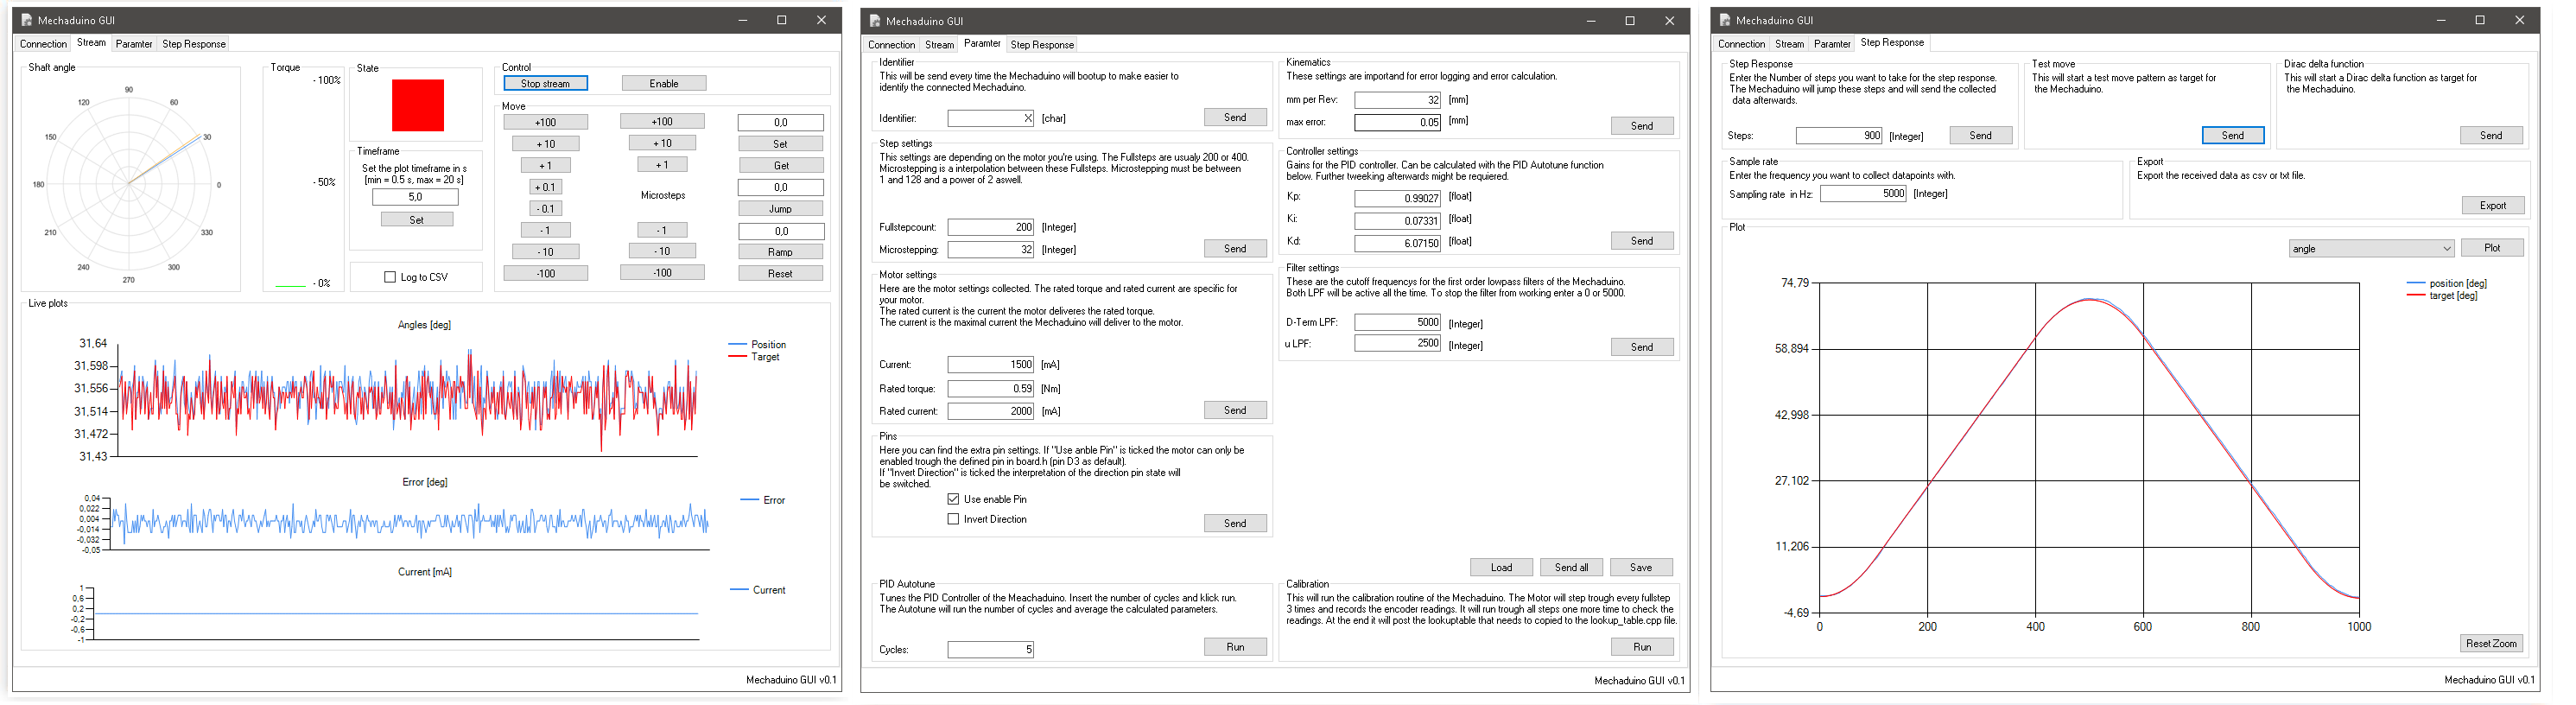 Mechaduino GUI
Connection Stream Paramter Step Response
Shaft angle
90
120 60
150 30
180 0
210 330
240 300
270
Torque
- 100%
- 50%
- 0%
State
Timeframe
Set the plot timeframe in s
[min = 0.5 s, max = 20 s]
5,0
Set
Log to CSV
Control
Stop stream Enable
Move
+100 +100 0,0
+ 10 + 10 Set
+ 1 + 1 Get
+ 0.1 0,0
Microsteps
- 0.1 Jump
- 1 - 1 0,0
- 10 - 10 Ramp
-100 -100 Reset
Live plots
Angles [deg]
31,64
31,598
31,556
31,514
31,472
31,43
Position
Target
Error [deg]
0,04
0,022
0,004
-0,014
-0,032
-0,05
Error
Current [mA]
1
0,6
0,2
-0,2
-0,6
-1
Current
Mechaduino GUI v0.1
Mechaduino GUI
Connection Stream Paramter Step Response
Identifier
This will be send every time the Mechaduino will bootup to make easier to
identify the connected Mechaduino.
Identifier: X [char] Send
Step settings
This settings are depending on the motor you're using. The Fullsteps are usualy 200 or 400.
Microstepping is a interpolation between these Fullsteps. Microstepping must be between
1 and 128 and a power of 2 aswell.
Fullstepcount: 200 [Integer]
Microstepping: 32 [Integer] Send
Motor settings
Here are the motor settings collected. The rated torque and rated current are specific for
your motor.
The rated current is the current the motor deliveres the rated torque.
The current is the maximal current the Mechaduino will deliver to the motor.
Current: 1500 [mA]
Rated torque: 0.59 [Nm]
Rated current: 2000 [mA] Send
Pins
Here you can find the extra pin settings. If "Use anble Pin" is ticked the motor can only be
enabled trough the defined pin in board.h (pin D3 as default).
If "Invert Direction" is ticked the interpretation of the direction pin state will
be switched.
Use enable Pin
Invert Direction Send
PID Autotune
Tunes the PID Controller of the Meachaduino. Insert the number of cycles and klick run.
The Autotune will run the number of cycles and average the calculated parameters.
Cycles: 5 Run
Kinematics
These settings are importand for error logging and error calculation.
mm per Rev: 32 [mm]
max error: 0.05 [mm] Send
Controller settings
Gains for the PID controller. Can be calculated with the PID Autotune function
below. Further tweeking afterwards might be requiered.
Kp: 0.99027 [float]
Ki: 0.07331 [float]
Kd: 6.07150 [float] Send
Filter settings
These are the cutoff frequencys for the first order lowpass filters of the Mechaduino.
Both LPF will be active all the time. To stop the filter from working enter a 0 or 5000.
D-Term LPF: 5000 [Integer]
u LPF: 2500 [Integer] Send
Load Send all Save
Calibration
This will run the calibration routine of the Mechaduino. The Motor will step trough every fullstep
3 times and records the encoder readings. It will run trough all steps one more time to check the
readings. At the end it will post the lookuptable that needs to copied to the lookup_table.cpp file.
Run
Mechaduino GUI v0.1
Mechaduino GUI
Connection Stream Paramter Step Response
Step Response
Enter the Number of steps you want to take for the step response.
The Mechaduino will jump these steps and will send the collected
data afterwards.
Steps: 900 [Integer] Send
Test move
This will start a test move pattern as target for
the Mechaduino.
Send
Dirac delta function
This will start a Dirac delta function as target for
the Mechaduino.
Send
Sample rate
Enter the frequency you want to collect datapoints with.
Sampling rate in Hz: 5000 [Integer]
Export
Export the received data as csv or txt file.
Export
Plot
angle Plot
74,79
58,894
42,998
27,102
11,206
-4,69
0 200 400 600 800 1000
position [deg]
target [deg]
Reset Zoom
Mechaduino GUI v0.1